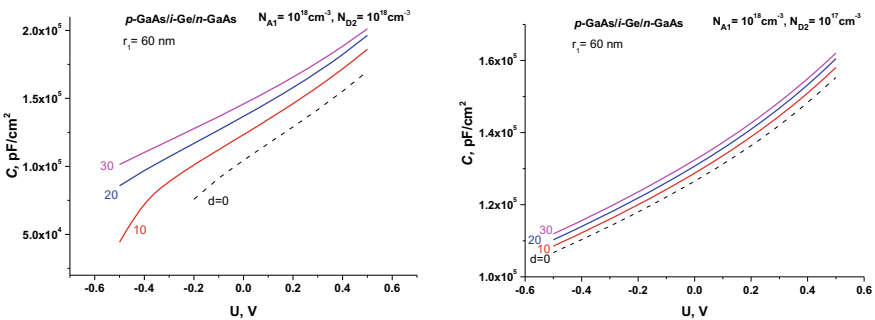 p-GaAs/i-Ge/n-GaAs N_A1 = 10^18 cm^-3, N_D2 = 10^18 cm^-3
r_1 = 60 nm
2.0x10^5
1.5x10^5
1.0x10^5
5.0x10^4
C, pF/cm^2
30
20
10
d=0
-0.6 -0.4 -0.2 0.0 0.2 0.4 0.6
U, V
p-GaAs/i-Ge/n-GaAs N_A1 = 10^18 cm^-3, N_D2 = 10^17 cm^-3
r_1 = 60 nm
1.6x10^5
1.4x10^5
1.2x10^5
1.0x10^5
C, pF/cm^2
30
20
10
d=0
-0.6 -0.4 -0.2 0.0 0.2 0.4 0.6
U, V